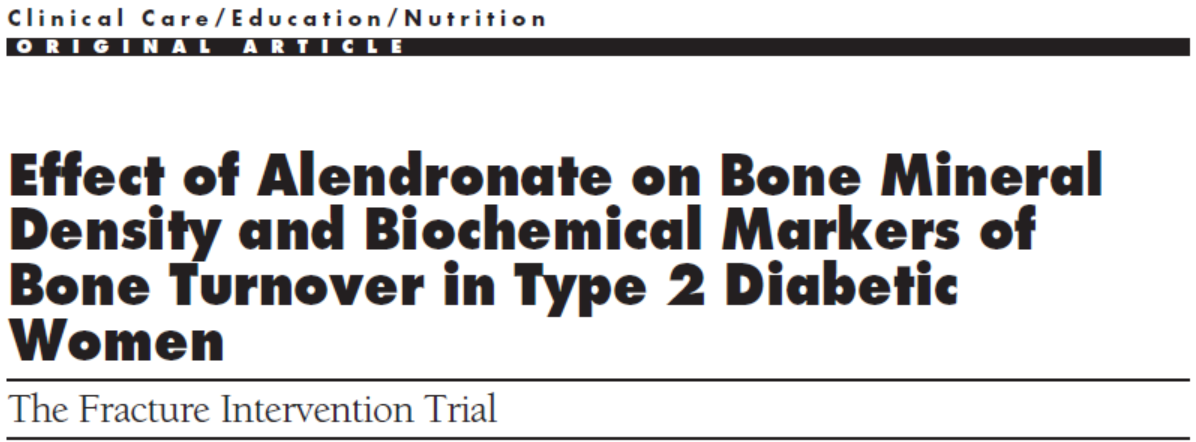 Clinical Care/Education/Nutrition
ORIGINAL ARTICLE
Effect of Alendronate on Bone Mineral
Density and Biochemical Markers of
Bone Turnover in Type 2 Diabetic
Women
The Fracture Intervention Trial